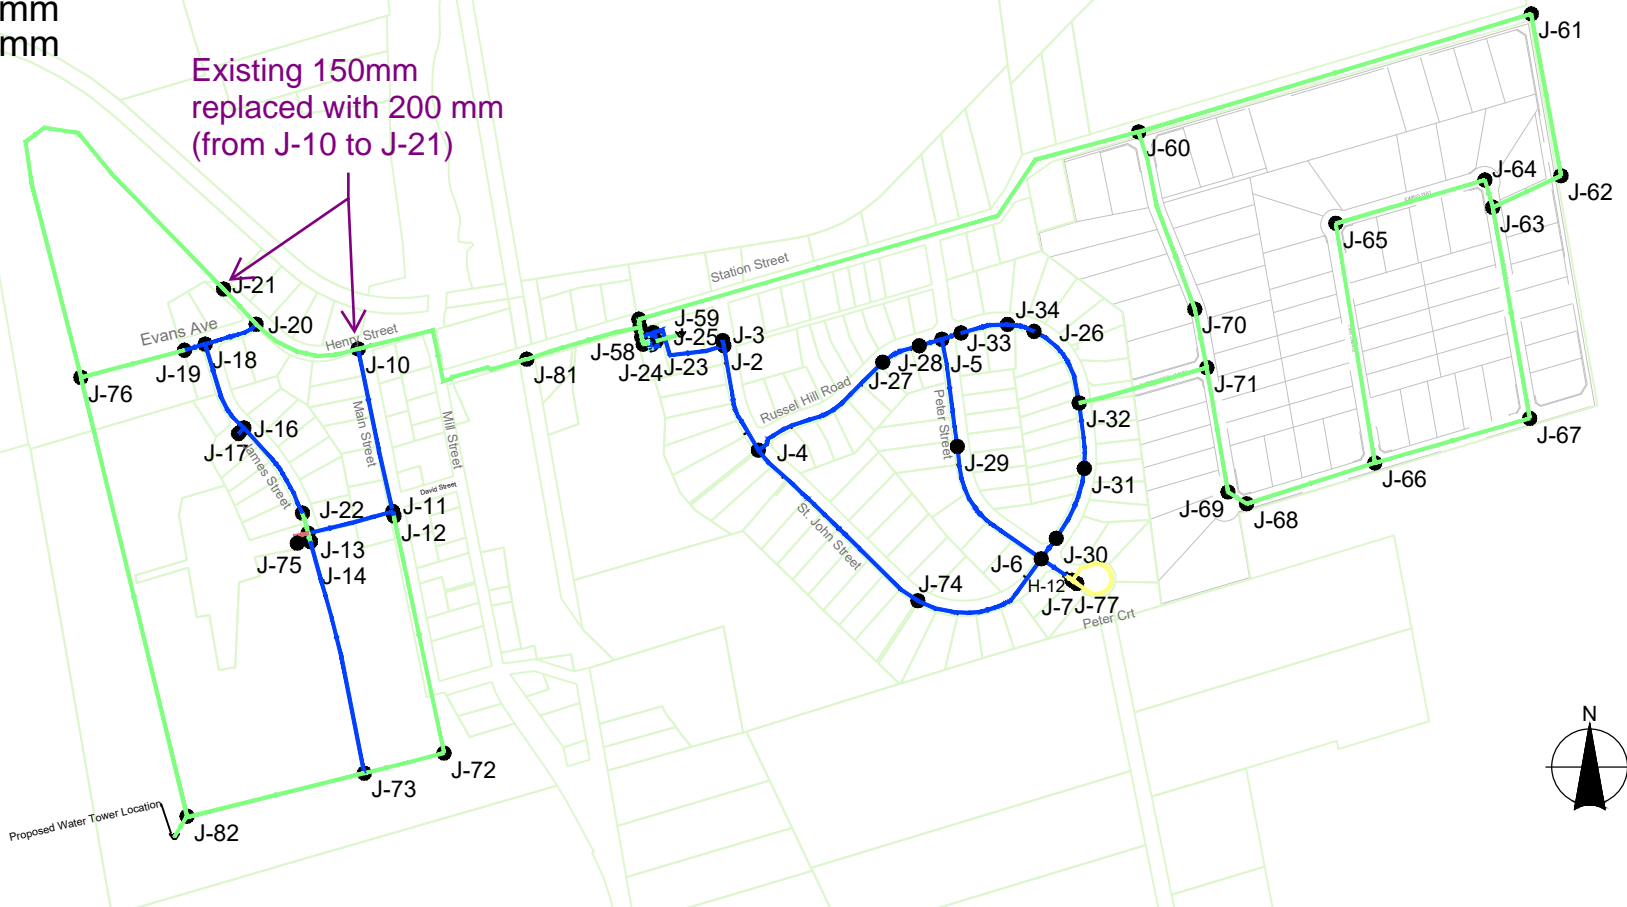 mm
mm
Existing 150mm
replaced with 200 mm
(from J-10 to J-21)
J-61
J-60
J-64
J-62
J-63
J-65
Station Street
J-21
Evans Ave
J-20
Henry Street
J-18
J-19
J-10
J-76
J-59
J-25
J-3
J-58
J-24
J-23
J-2
J-81
J-34
J-26
J-33
J-28
J-5
J-27
J-70
J-71
J-32
Russel Hill Road
Peter Street
Main Street
Mill Street
J-16
J-17
James Street
J-4
J-29
J-31
J-67
J-66
J-69
J-68
David Street
J-22
J-11
J-12
J-13
J-75
J-14
St. John Street
J-6
J-30
H-12
J-7
J-77
J-74
Peter Crt
N
J-72
J-73
Proposed Water Tower Location
J-82